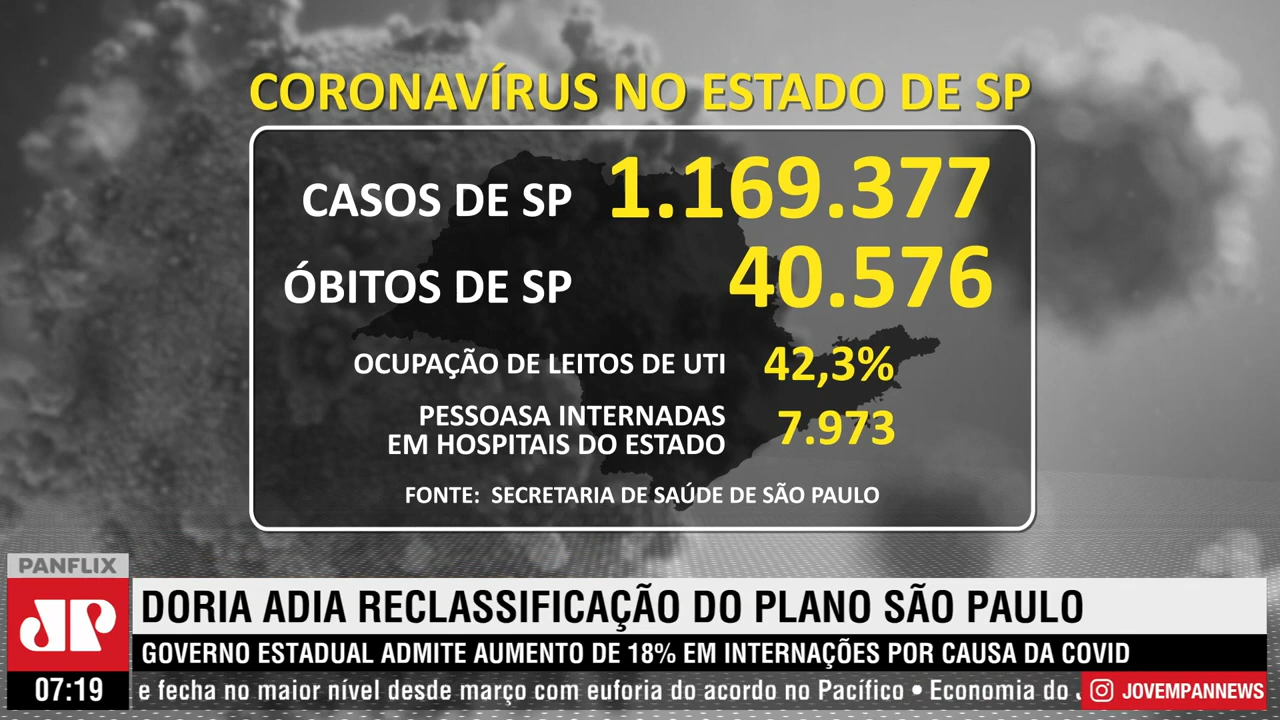 CORONAVÍRUS NO ESTADO DE SP
CASOS DE SP 1.169.377
ÓBITOS DE SP 40.576
OCUPAÇÃO DE LEITOS DE UTI 42,3%
PESSOASA INTERNADAS
EM HOSPITAIS DO ESTADO 7.973
FONTE: SECRETARIA DE SAÚDE DE SÃO PAULO
PANFLIX
JP
DORIA ADIA RECLASSIFICAÇÃO DO PLANO SÃO PAULO
GOVERNO ESTADUAL ADMITE AUMENTO DE 18% EM INTERNAÇÕES POR CAUSA DA COVID
07:19
e fecha no maior nível desde março com euforia do acordo no Pacífico • Economia do
JOVEMPANNEWS